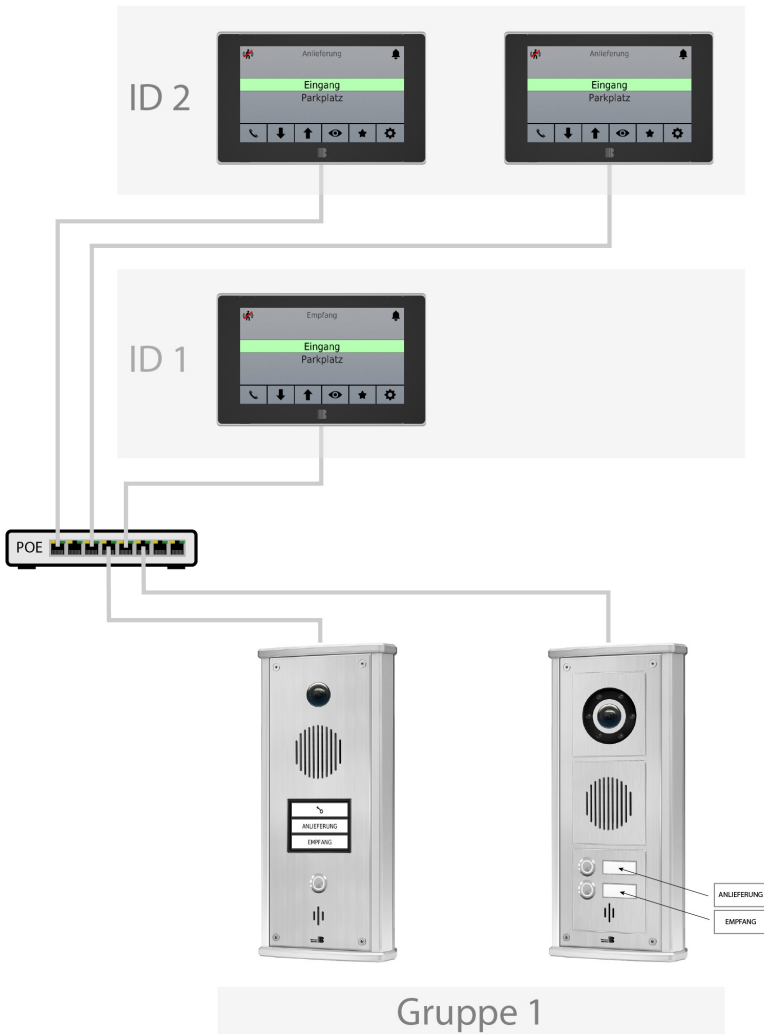 ID 2
Anlieferung
Eingang
Parkplatz
Anlieferung
Eingang
Parkplatz
ID 1
Empfang
Eingang
Parkplatz
POE
ANLIEFERUNG
EMPFANG
ANLIEFERUNG
EMPFANG
Gruppe 1